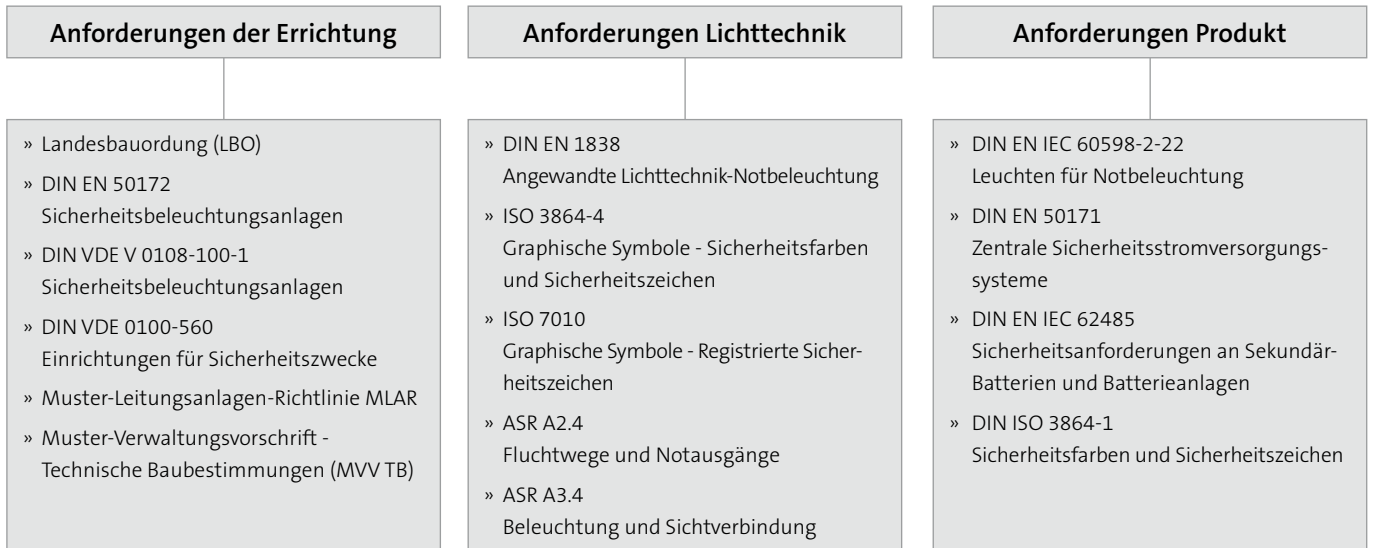 Anforderungen der Errichtung
» Landesbauordung (LBO)
» DIN EN 50172
Sicherheitsbeleuchtungsanlagen
» DIN VDE V 0108-100-1
Sicherheitsbeleuchtungsanlagen
» DIN VDE 0100-560
Einrichtungen für Sicherheitszwecke
» Muster-Leitungsanlagen-Richtlinie MLAR
» Muster-Verwaltungsvorschrift -
Technische Baubestimmungen (MVV TB)
Anforderungen Lichttechnik
» DIN EN 1838
Angewandte Lichttechnik-Notbeleuchtung
» ISO 3864-4
Graphische Symbole - Sicherheitsfarben
und Sicherheitszeichen
» ISO 7010
Graphische Symbole - Registrierte Sicher-
heitszeichen
» ASR A2.4
Fluchtwege und Notausgänge
» ASR A3.4
Beleuchtung und Sichtverbindung
Anforderungen Produkt
» DIN EN IEC 60598-2-22
Leuchten für Notbeleuchtung
» DIN EN 50171
Zentrale Sicherheitsstromversorgungs-
systeme
» DIN EN IEC 62485
Sicherheitsanforderungen an Sekundär-
Batterien und Batterieanlagen
» DIN ISO 3864-1
Sicherheitsfarben und Sicherheitszeichen